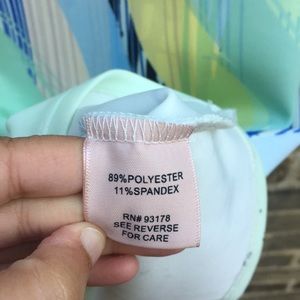 89%POLYESTER
11%SPANDEX
RN# 93178
SEE REVERSE
FOR CARE